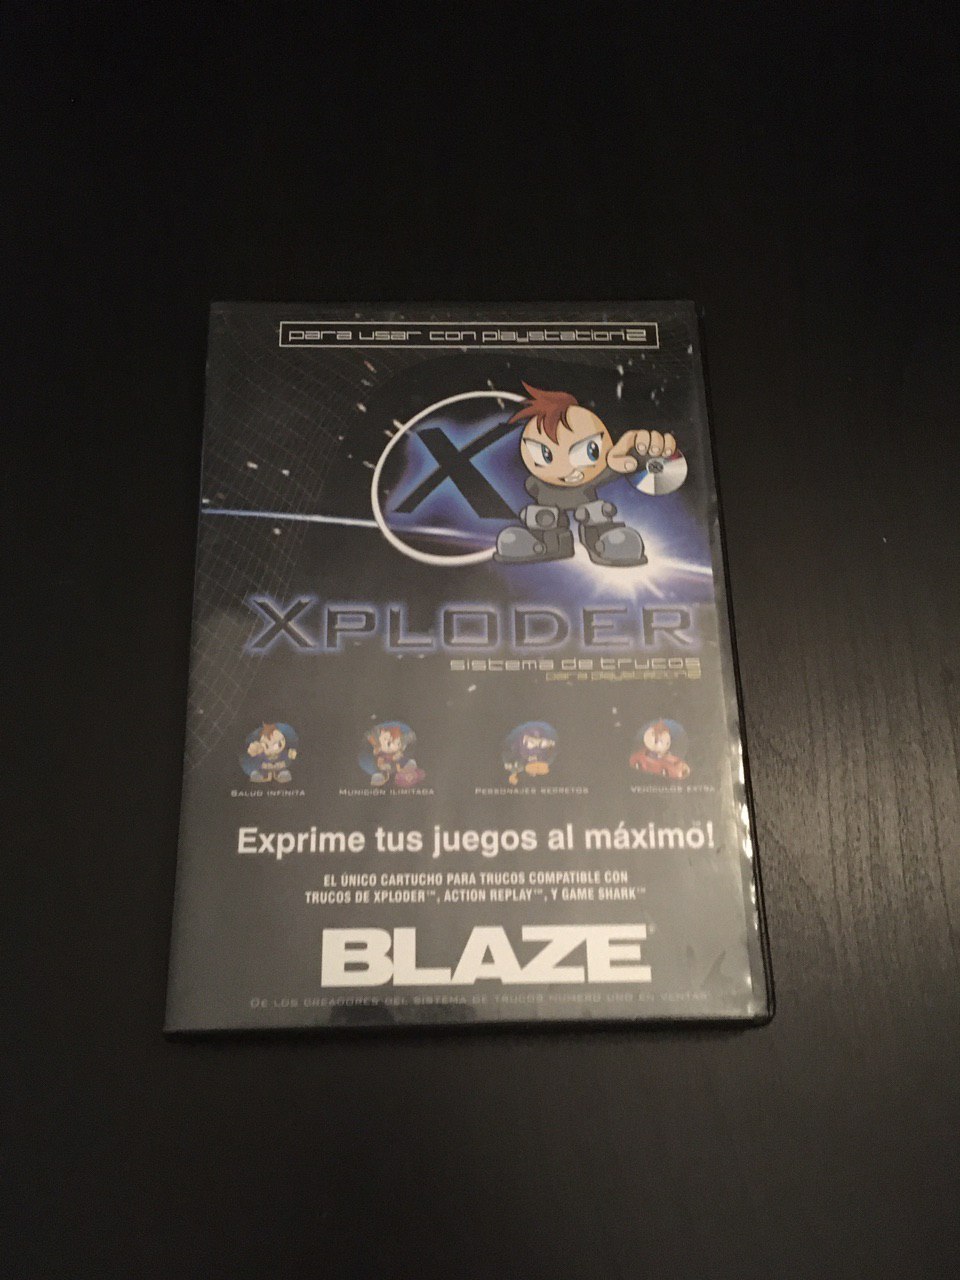 para usar con playstation2
X
XPLODER
sistema de trucos
para playstation2
SALUD INFINITA
MUNICIÓN ILIMITADA
PERSONAJES SECRETOS
VEHÍCULOS EXTRA
Exprime tus juegos al máximo!
EL ÚNICO CARTUCHO PARA TRUCOS COMPATIBLE CON
TRUCOS DE XPLODER™, ACTION REPLAY™, Y GAME SHARK™
BLAZE®
DE LOS CREADORES DEL SISTEMA DE TRUCOS NÚMERO UNO EN VENTAS